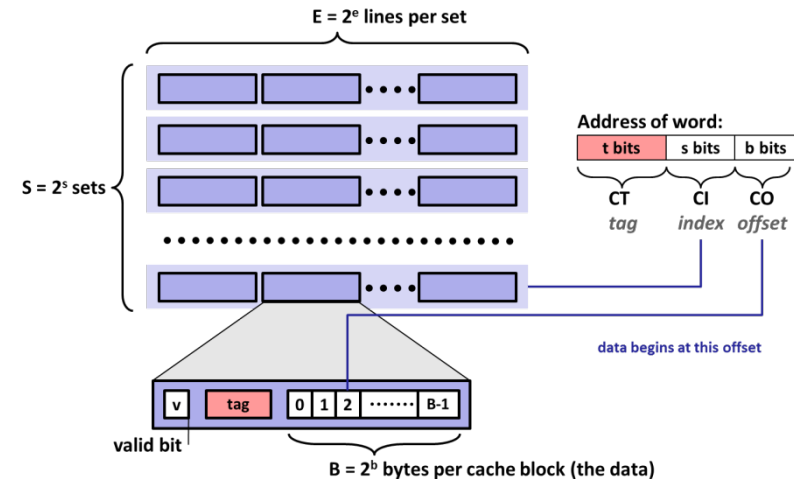 E = 2ᵉ lines per set
S = 2ˢ sets
Address of word:
t bits s bits b bits
CT CI CO
tag index offset
data begins at this offset
v tag 0 1 2 ....... B-1
valid bit
B = 2ᵇ bytes per cache block (the data)